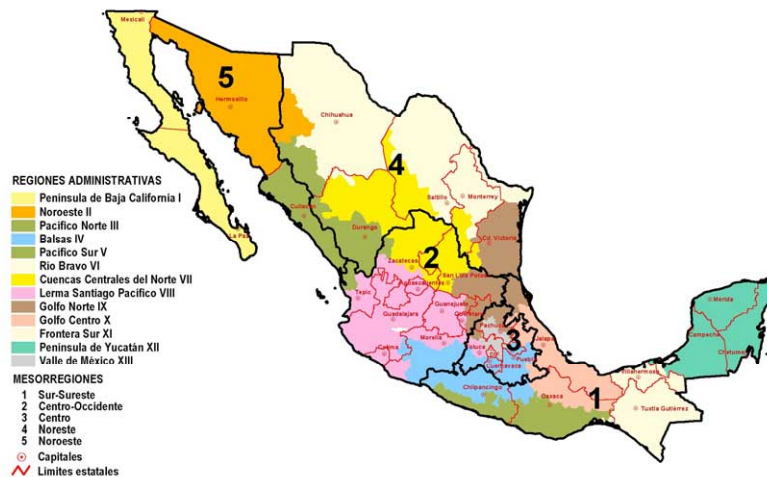 Mexicali
5
Hermosillo
Chihuahua
4
Saltillo
Monterrey
Culiacán
Durango
La Paz
Cd. Victoria
2
Zacatecas
San Luis Potosí
Aguascalientes
Tepic
Guanajuato
Guadalajara
Querétaro
Pachuca
3
Colima
Morelia
Toluca
DF
Puebla
Jalapa
Cuernavaca
Chilpancingo
Oaxaca
1
Villahermosa
Tuxtla Gutiérrez
Mérida
Campeche
Chetumal
REGIONES ADMINISTRATIVAS
Península de Baja California I
Noroeste II
Pacífico Norte III
Balsas IV
Pacífico Sur V
Rio Bravo VI
Cuencas Centrales del Norte VII
Lerma Santiago Pacífico VIII
Golfo Norte IX
Golfo Centro X
Frontera Sur XI
Península de Yucatán XII
Valle de México XIII
MESORREGIONES
1 Sur-Sureste
2 Centro-Occidente
3 Centro
4 Noreste
5 Noroeste
Capitales
Limites estatales